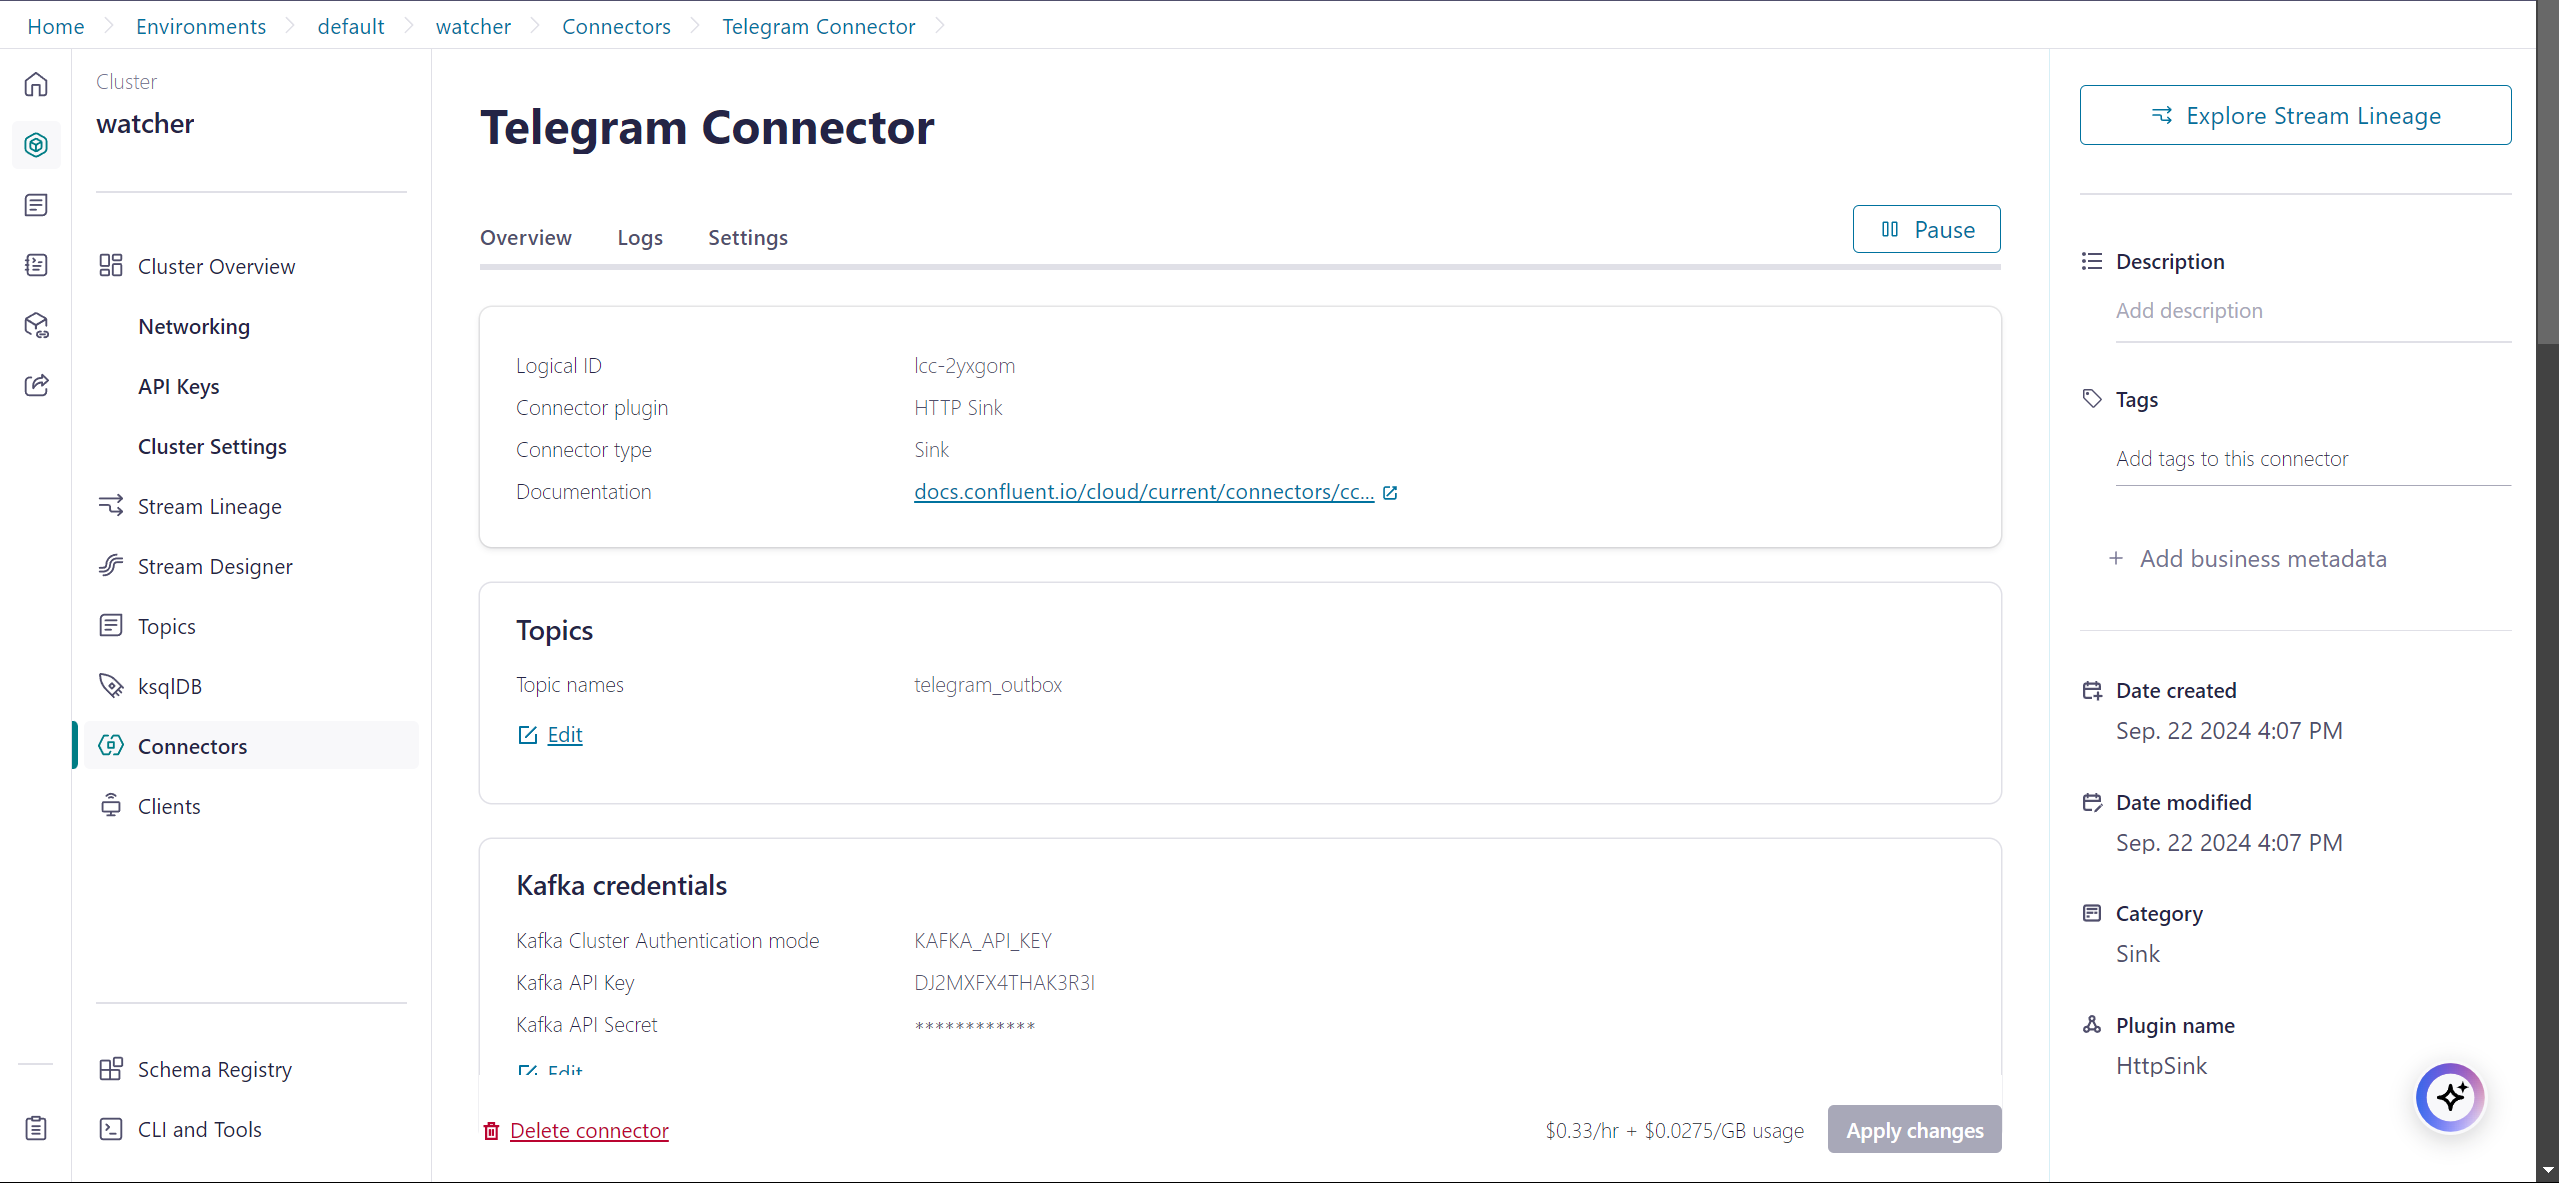 Home
Environments
default
watcher
Connectors
Telegram Connector
Cluster
watcher
Cluster Overview
Networking
API Keys
Cluster Settings
Stream Lineage
Stream Designer
Topics
ksqlDB
Connectors
Clients
Schema Registry
CLI and Tools
Telegram Connector
Overview
Logs
Settings
Pause
Logical ID lcc-2yxgom
Connector plugin HTTP Sink
Connector type Sink
Documentation docs.confluent.io/cloud/current/connectors/cc...
Topics
Topic names telegram_outbox
Edit
Kafka credentials
Kafka Cluster Authentication mode KAFKA_API_KEY
Kafka API Key DJ2MXFX4THAK3R3I
Kafka API Secret ************
Edit
Delete connector
$0.33/hr + $0.0275/GB usage
Apply changes
Explore Stream Lineage
Description
Add description
Tags
Add tags to this connector
+ Add business metadata
Date created
Sep. 22 2024 4:07 PM
Date modified
Sep. 22 2024 4:07 PM
Category
Sink
Plugin name
HttpSink